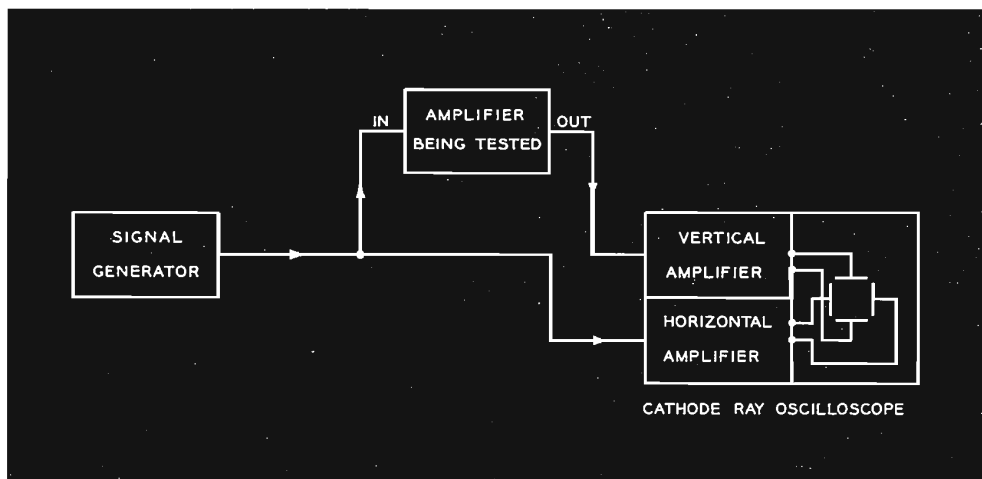 AMPLIFIER
BEING TESTED
IN
OUT
SIGNAL
GENERATOR
VERTICAL
AMPLIFIER
HORIZONTAL
AMPLIFIER
CATHODE RAY OSCILLOSCOPE